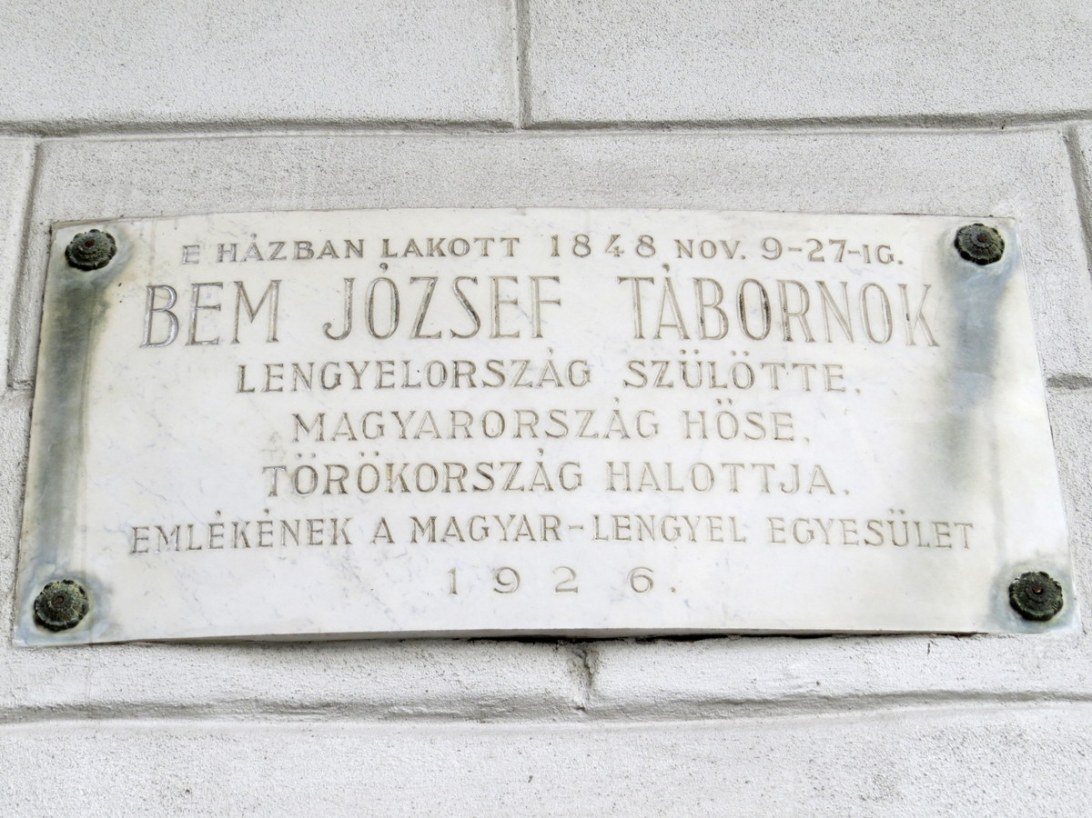 E HÁZBAN LAKOTT 1848 NOV. 9-27-IG.
BEM JÓZSEF TÁBORNOK
LENGYELORSZÁG SZÜLÖTTE.
MAGYARORSZÁG HŐSE.
TÖRÖKORSZÁG HALOTTJA.
EMLÉKÉNEK A MAGYAR-LENGYEL EGYESÜLET
1926.